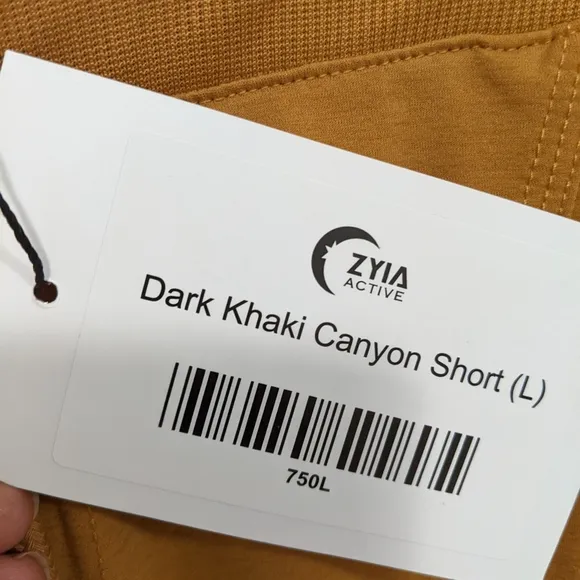 ZYIA
ACTIVE
Dark Khaki Canyon Short (L)
750L